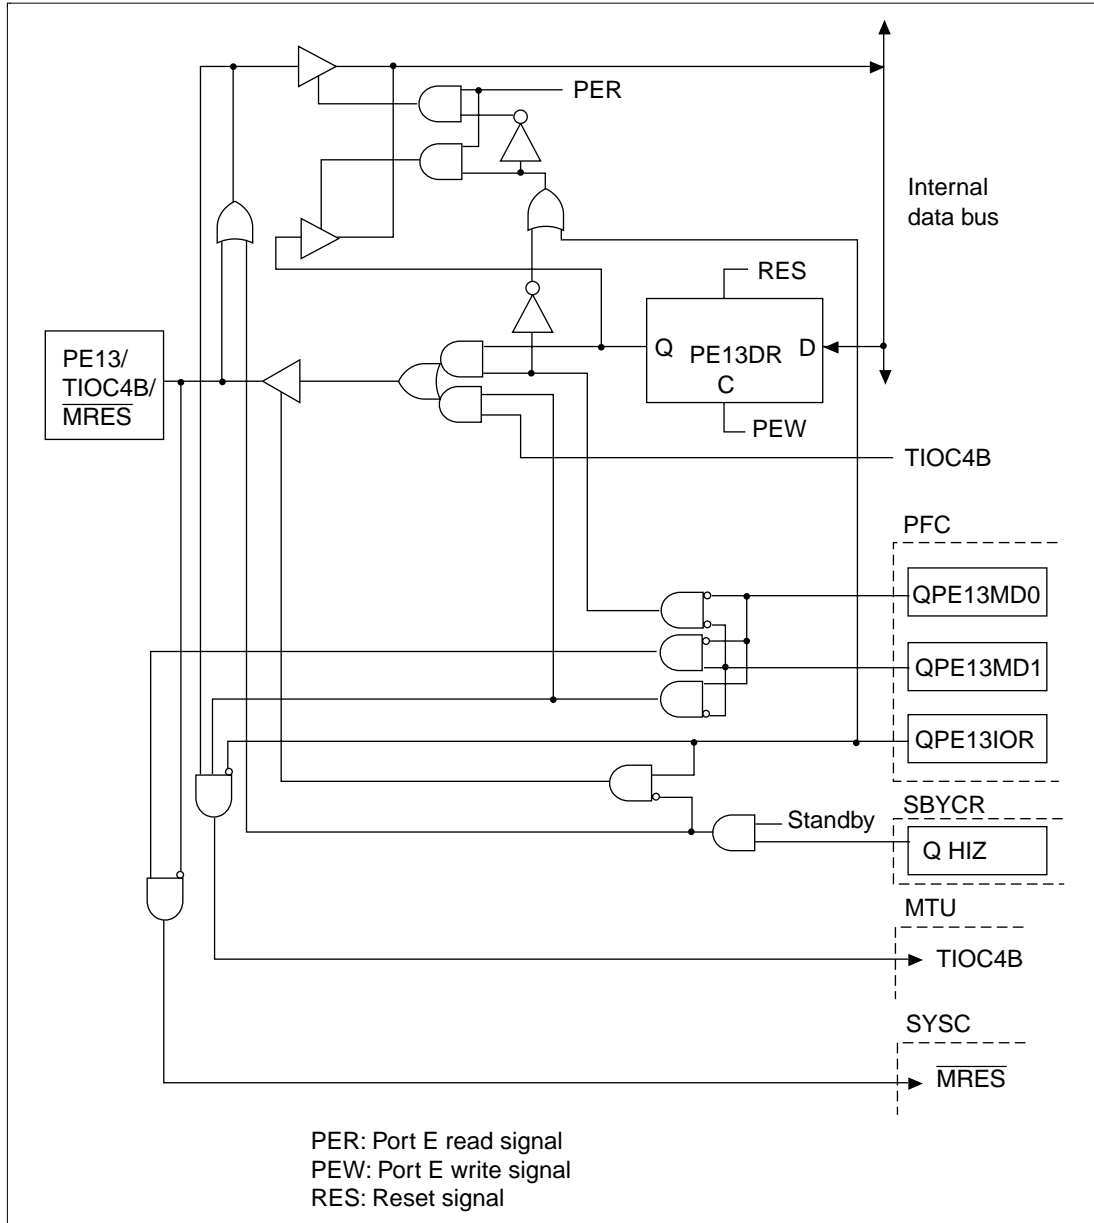 PER
Internal
data bus
RES
Q PE13DR D
C
PE13/
TIOC4B/
MRES
PEW
TIOC4B
PFC
QPE13MD0
QPE13MD1
QPE13IOR
SBYCR
Standby
Q HIZ
MTU
TIOC4B
SYSC
MRES
PER: Port E read signal
PEW: Port E write signal
RES: Reset signal